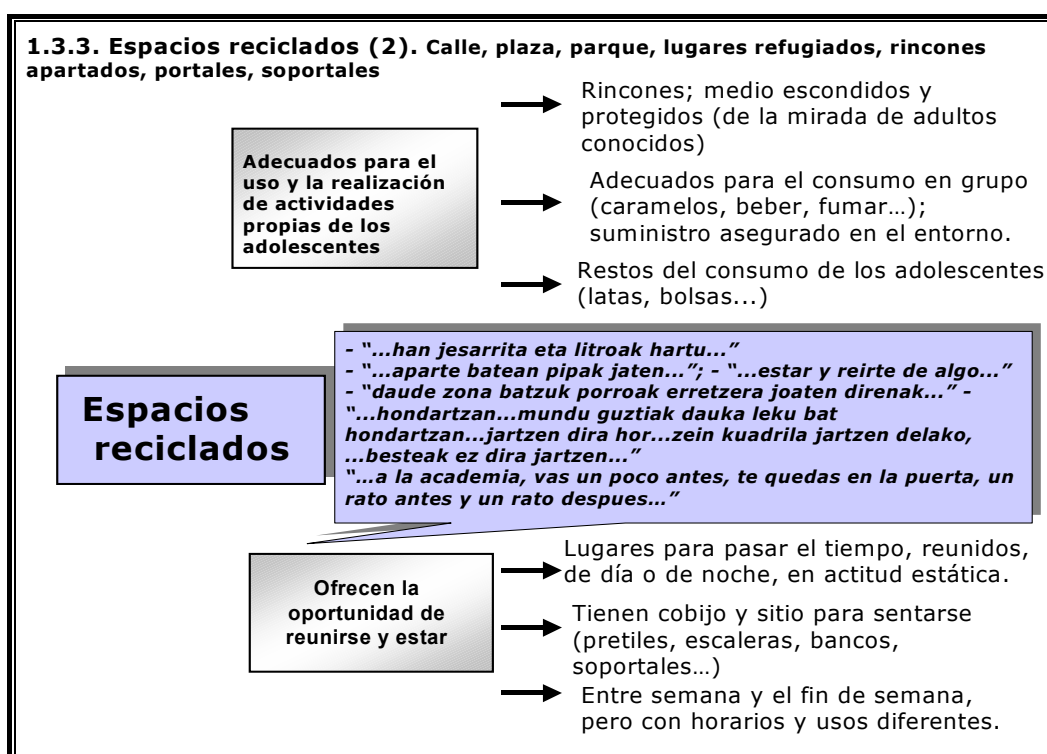 1.3.3. Espacios reciclados (2). Calle, plaza, parque, lugares refugiados, rincones
apartados, portales, soportales
Rincones; medio escondidos y
protegidos (de la mirada de adultos
conocidos)
Adecuados para el
uso y la realización
de actividades
propias de los
adolescentes
Adecuados para el consumo en grupo
(caramelos, beber, fumar…);
suministro asegurado en el entorno.
Restos del consumo de los adolescentes
(latas, bolsas...)
Espacios
reciclados
- “...han jesarrita eta litroak hartu...”
- “...aparte batean pipak jaten...”; - “...estar y reirte de algo...”
- “daude zona batzuk porroak erretzera joaten direnak...” -
“...hondartzan...mundu guztiak dauka leku bat
hondartzan...jartzen dira hor...zein kuadrila jartzen delako,
...besteak ez dira jartzen...”
“…a la academia, vas un poco antes, te quedas en la puerta, un
rato antes y un rato despues…”
Ofrecen la
oportunidad de
reunirse y estar
Lugares para pasar el tiempo, reunidos,
de día o de noche, en actitud estática.
Tienen cobijo y sitio para sentarse
(pretiles, escaleras, bancos,
soportales…)
Entre semana y el fin de semana,
pero con horarios y usos diferentes.